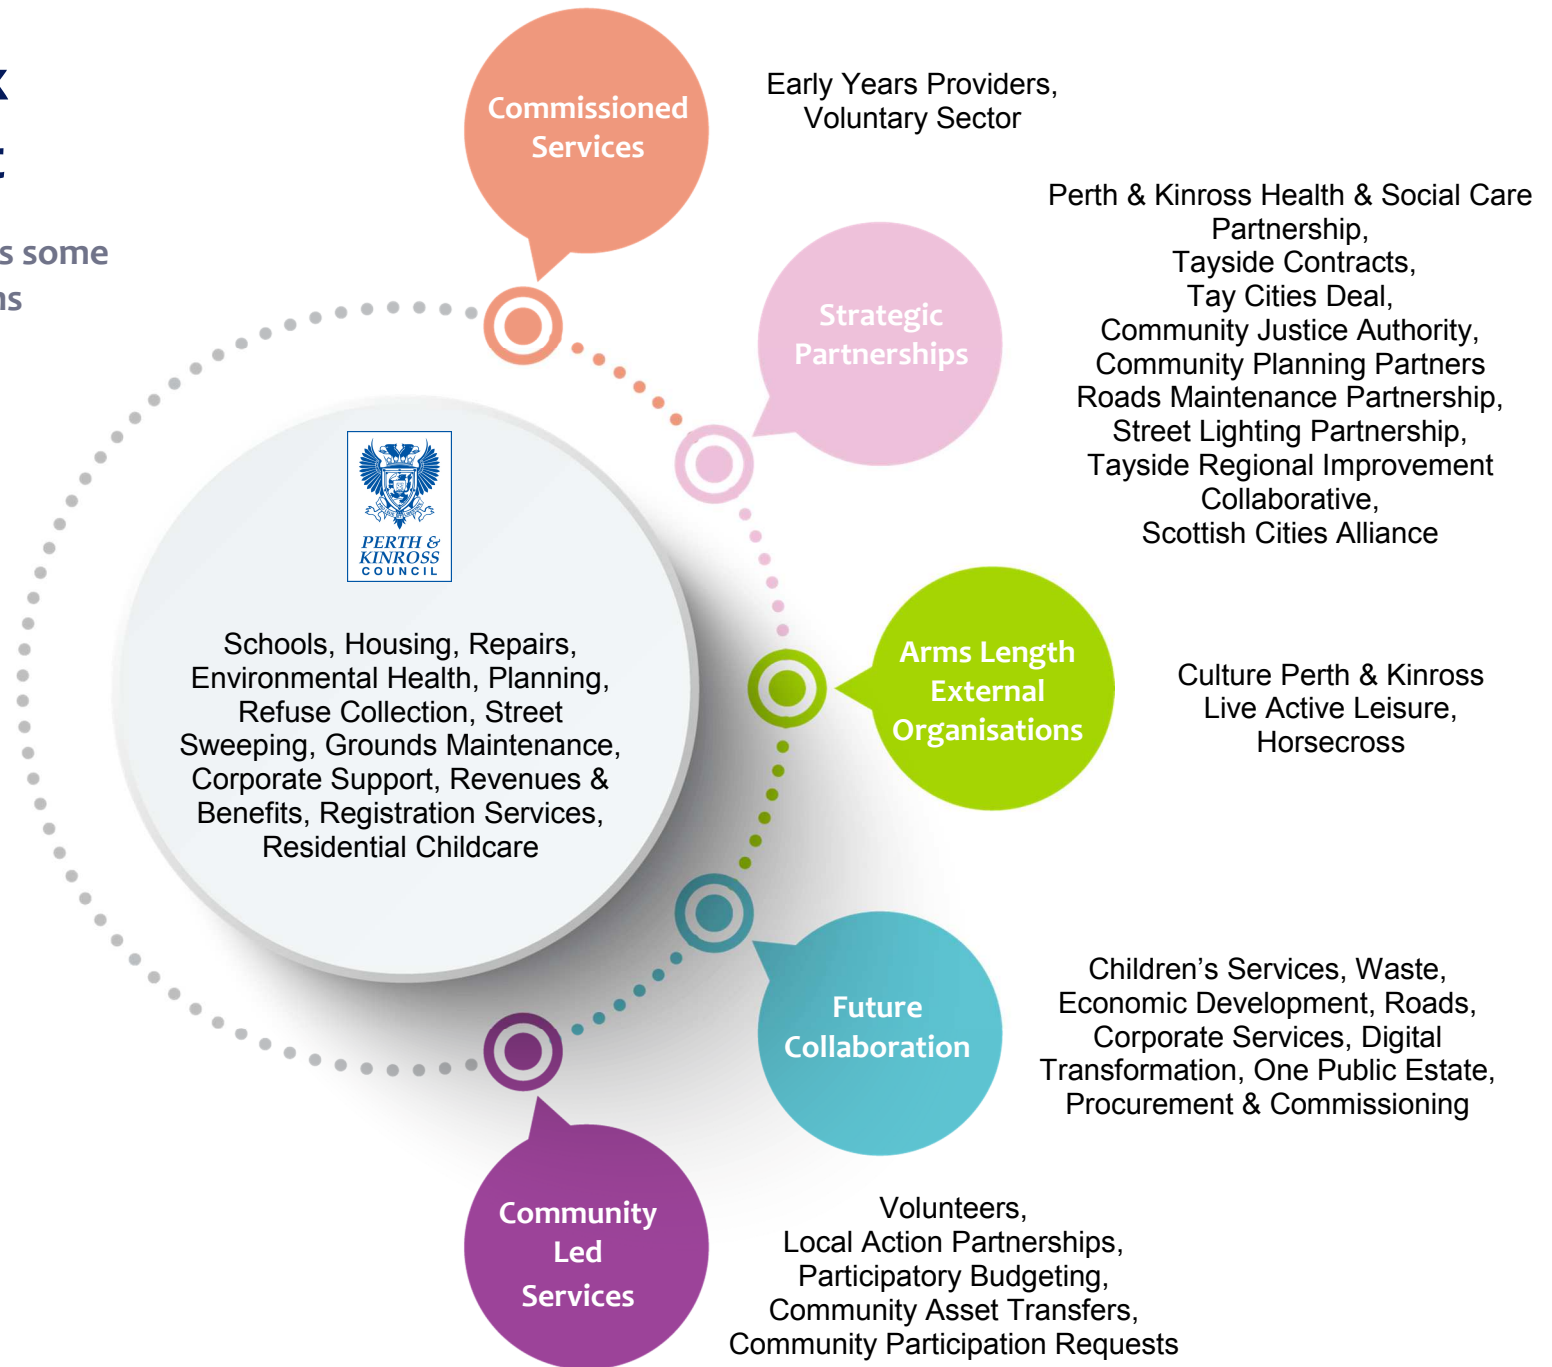 x
t
s some
ns
Commissioned
Services
Early Years Providers,
Voluntary Sector
Strategic
Partnerships
Perth & Kinross Health & Social Care
Partnership,
Tayside Contracts,
Tay Cities Deal,
Community Justice Authority,
Community Planning Partners
Roads Maintenance Partnership,
Street Lighting Partnership,
Tayside Regional Improvement
Collaborative,
Scottish Cities Alliance
PERTH &
KINROSS
COUNCIL
Schools, Housing, Repairs,
Environmental Health, Planning,
Refuse Collection, Street
Sweeping, Grounds Maintenance,
Corporate Support, Revenues &
Benefits, Registration Services,
Residential Childcare
Arms Length
External
Organisations
Culture Perth & Kinross
Live Active Leisure,
Horsecross
Future
Collaboration
Children’s Services, Waste,
Economic Development, Roads,
Corporate Services, Digital
Transformation, One Public Estate,
Procurement & Commissioning
Community
Led
Services
Volunteers,
Local Action Partnerships,
Participatory Budgeting,
Community Asset Transfers,
Community Participation Requests